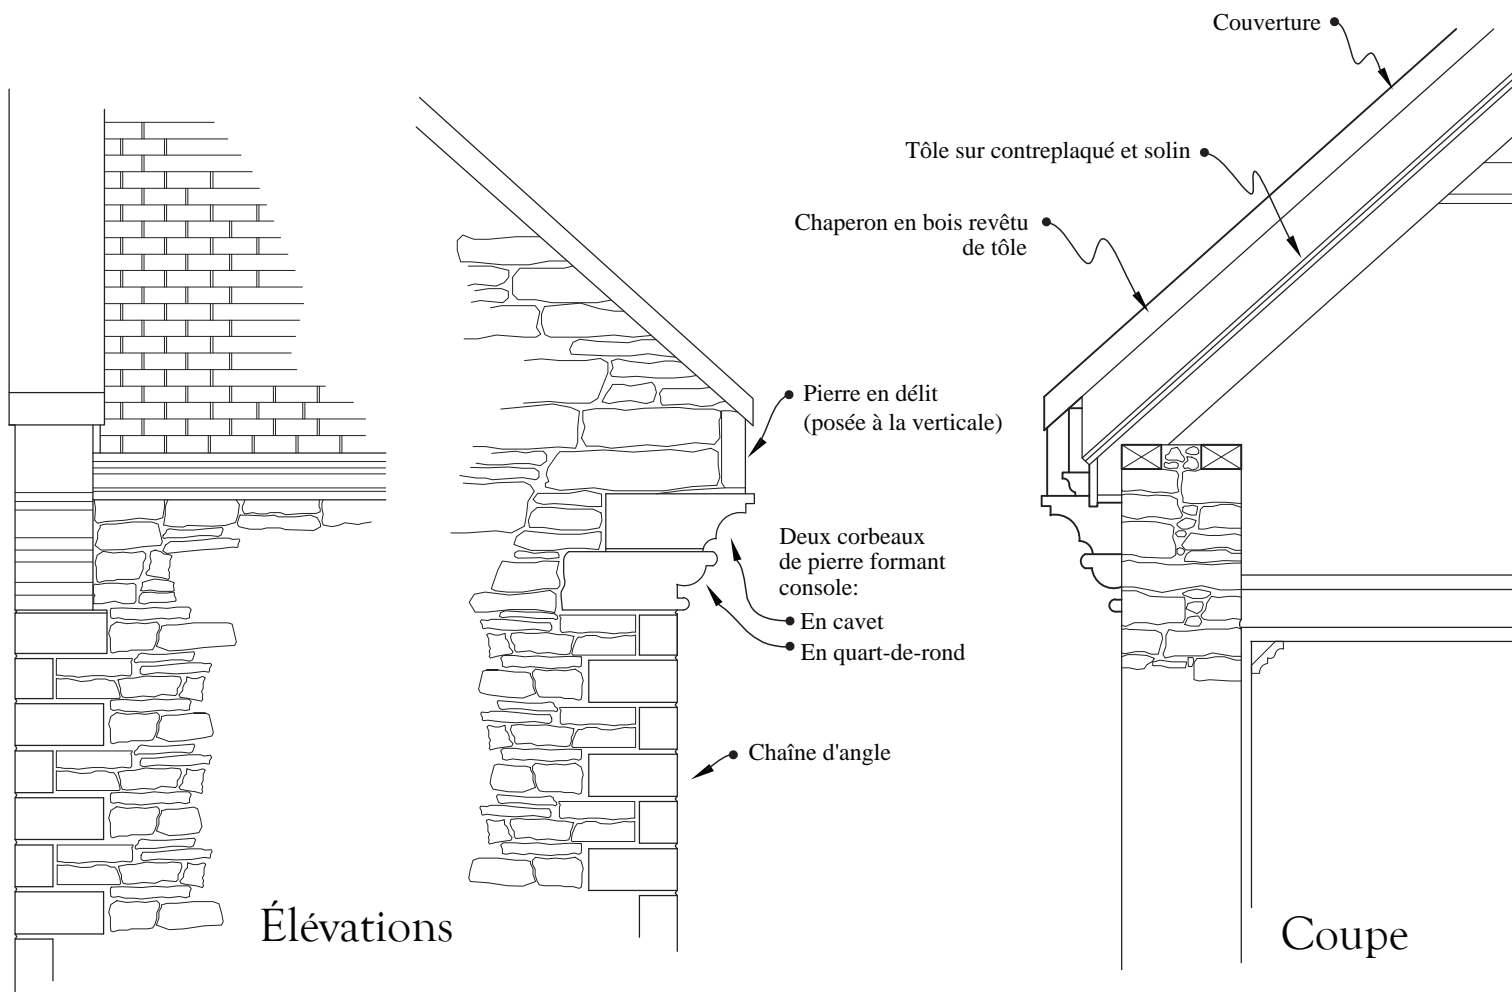 Couverture
Tôle sur contreplaqué et solin
Chaperon en bois revêtu
de tôle
Pierre en délit
(posée à la verticale)
Deux corbeaux
de pierre formant
console:
En cavet
En quart-de-rond
Chaîne d'angle
Élévations
Coupe